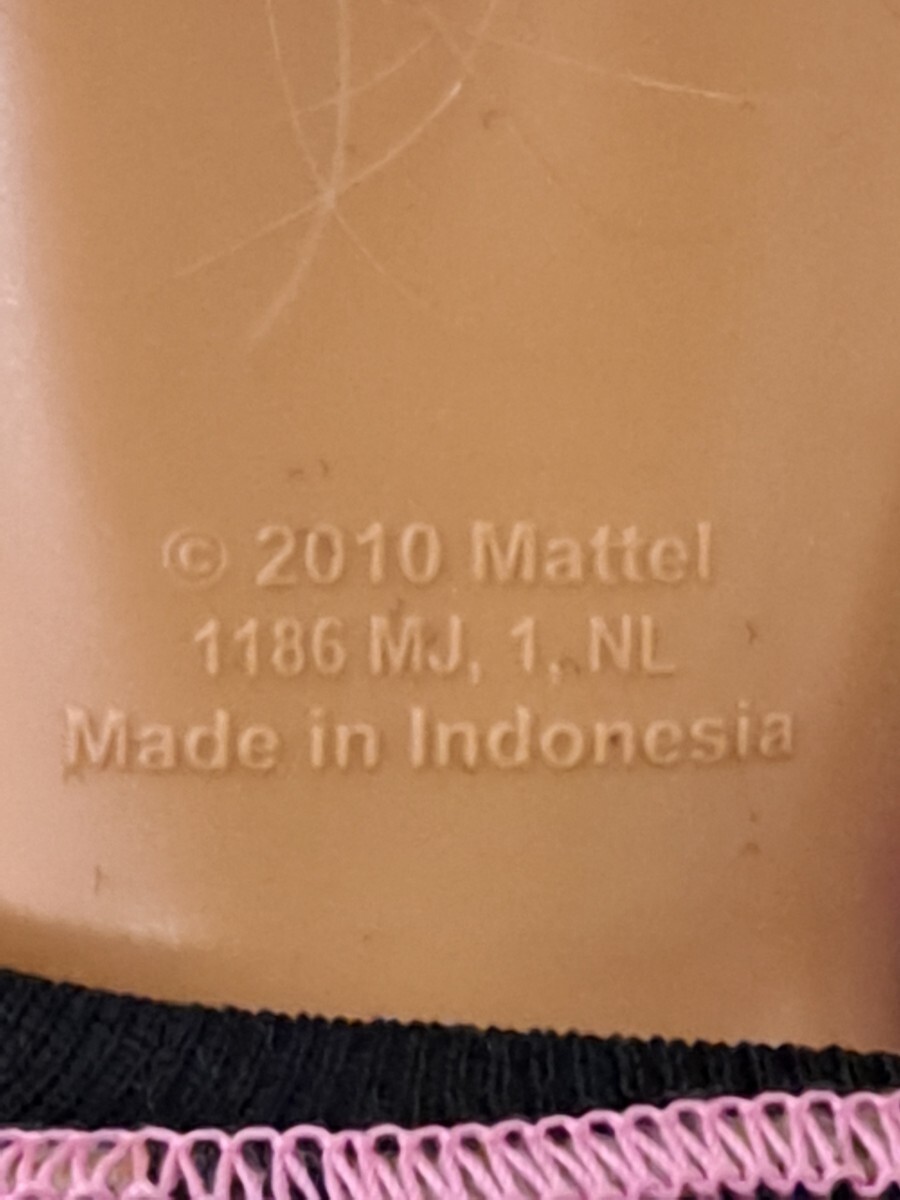 © 2010 Mattel
1186 MJ, 1, NL
Made in Indonesia